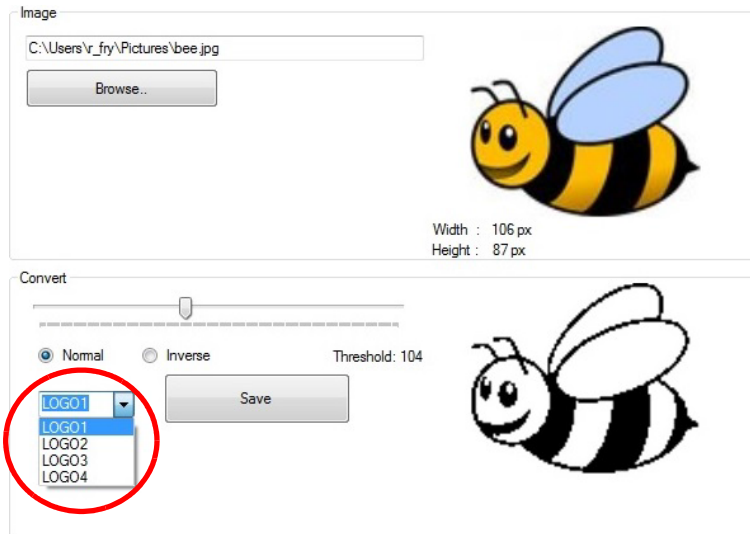 Image
C:\Users\r_fry\Pictures\bee.jpg
Browse..
Width : 106 px
Height : 87 px
Convert
Normal Inverse Threshold: 104
LOGO1 Save
LOGO1
LOGO2
LOGO3
LOGO4